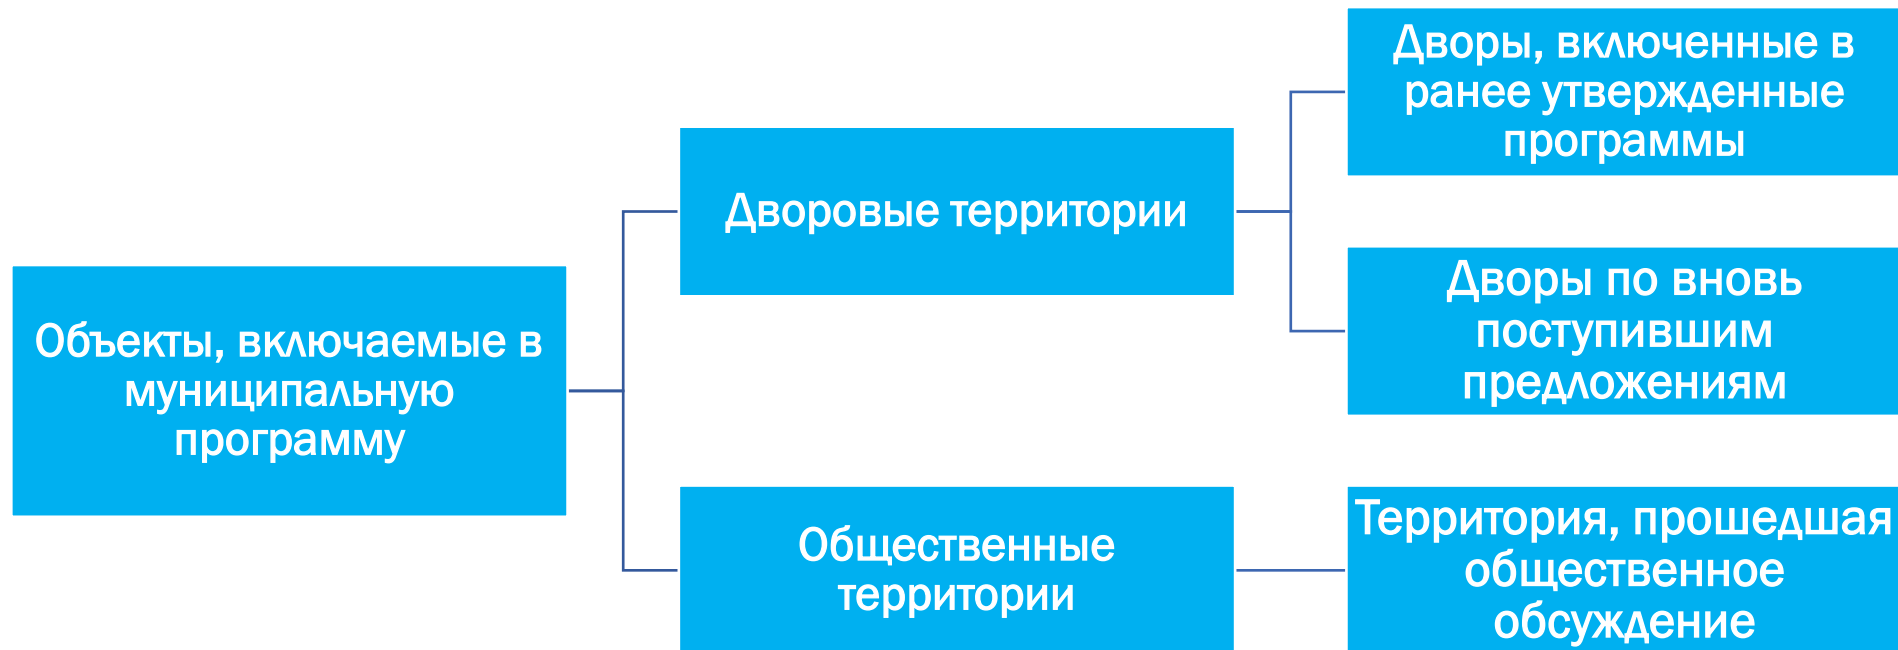 Объекты, включаемые в
муниципальную
программу
Дворовые территории
Дворы, включенные в
ранее утвержденные
программы
Дворы по вновь
поступившим
предложениям
Общественные
территории
Территория, прошедшая
общественное
обсуждение